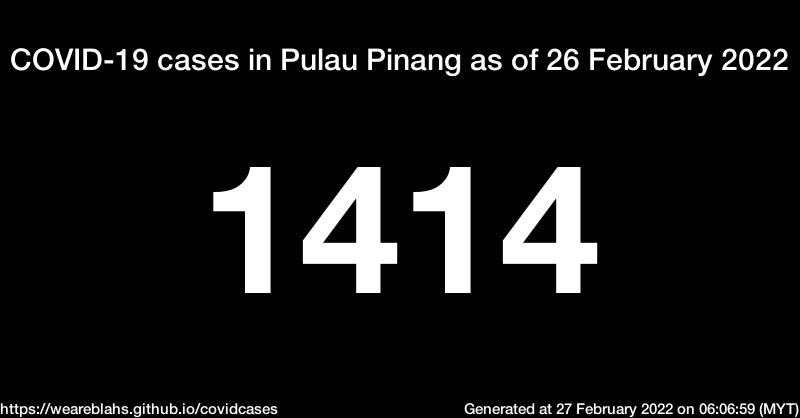 COVID-19 cases in Pulau Pinang as of 26 February 2022
1414
https://weareblahs.github.io/covidcases
Generated at 27 February 2022 on 06:06:59 (MYT)